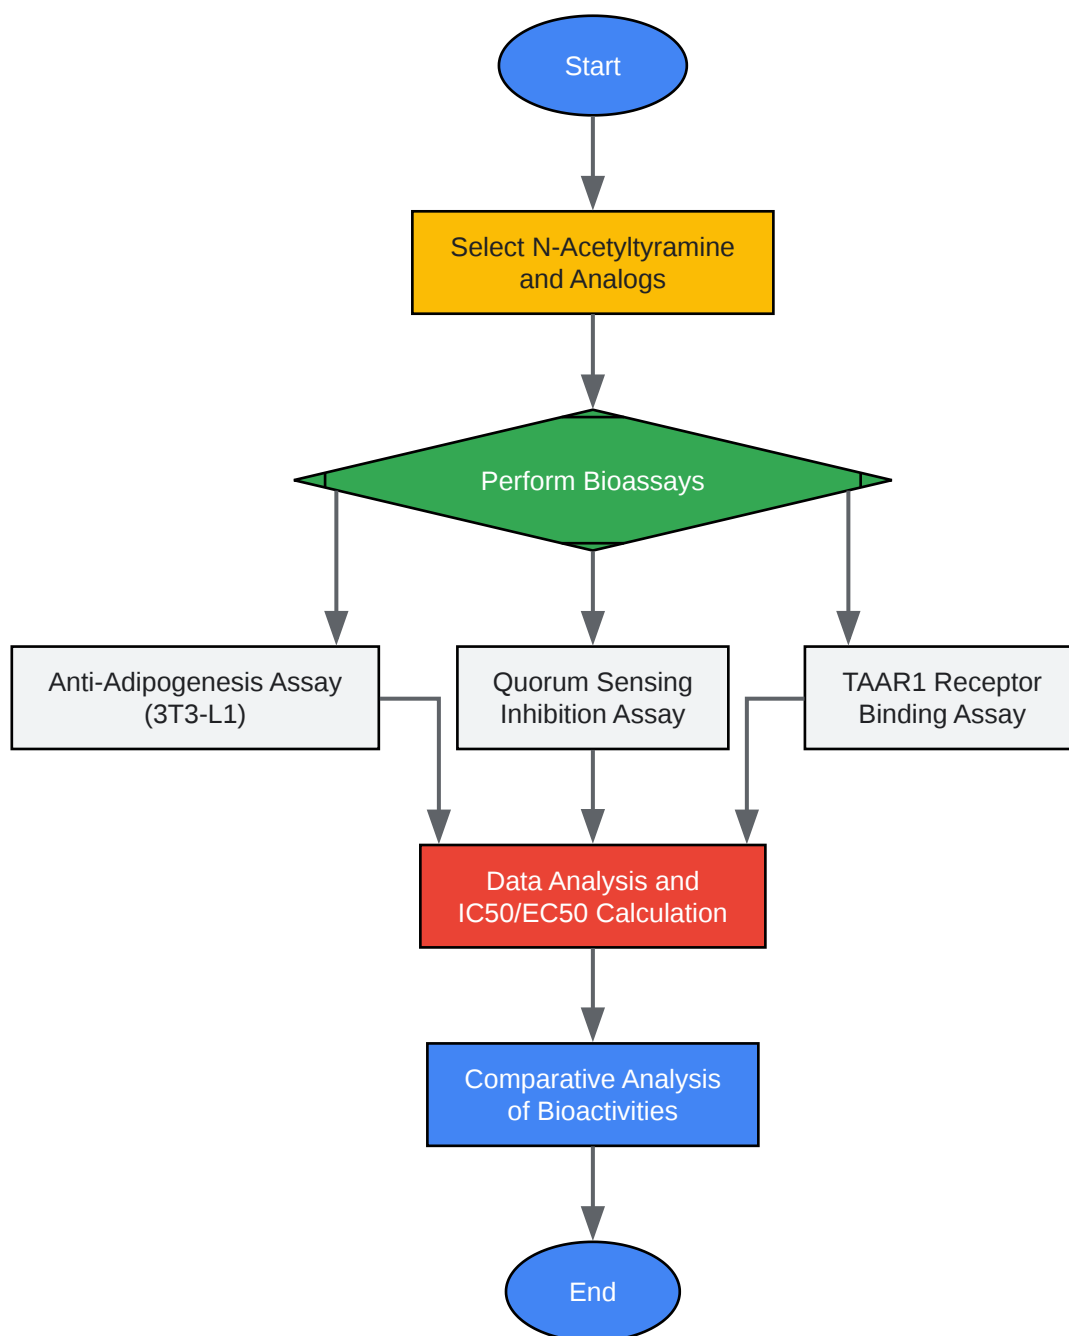 Start
Select N-Acetyltyramine
and Analogs
Perform Bioassays
Anti-Adipogenesis Assay
(3T3-L1)
Quorum Sensing
Inhibition Assay
TAAR1 Receptor
Binding Assay
Data Analysis and
IC50/EC50 Calculation
Comparative Analysis
of Bioactivities
End